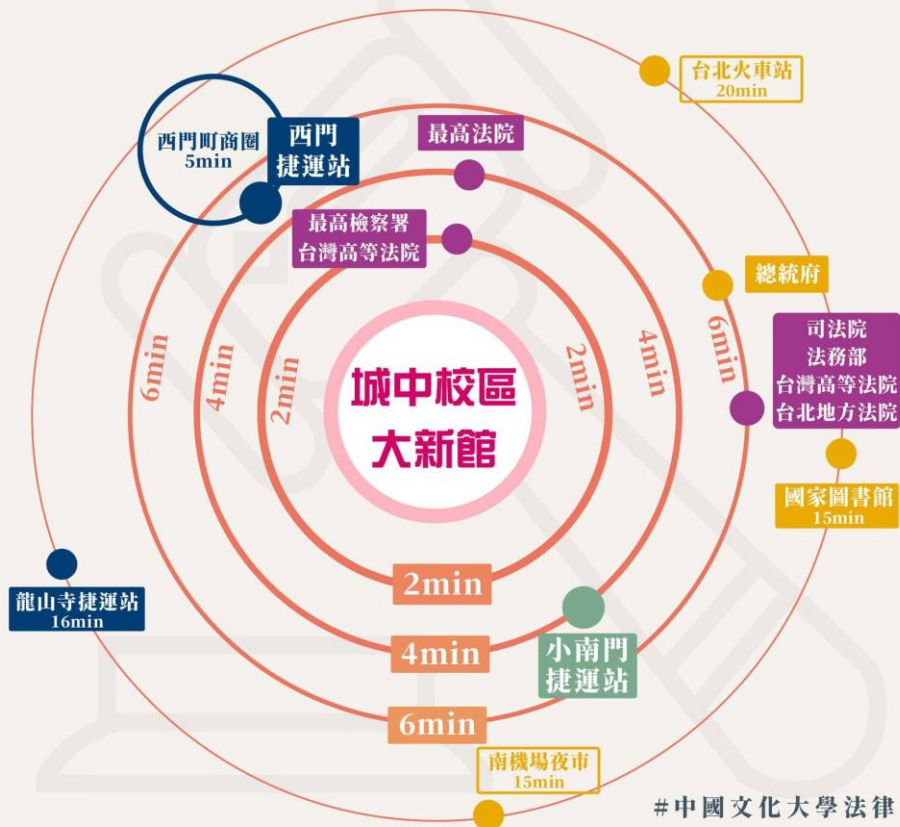 台北火車站
20min
西門町商圈
5min
西門
捷運站
最高法院
最高檢察署
台灣高等法院
總統府
6min
4min
2min
2min
4min
6min
城中校區
大新館
司法院
法務部
台灣高等法院
台北地方法院
國家圖書館
15min
龍山寺捷運站
16min
2min
4min
6min
小南門
捷運站
南機場夜市
15min
#中國文化大學法律